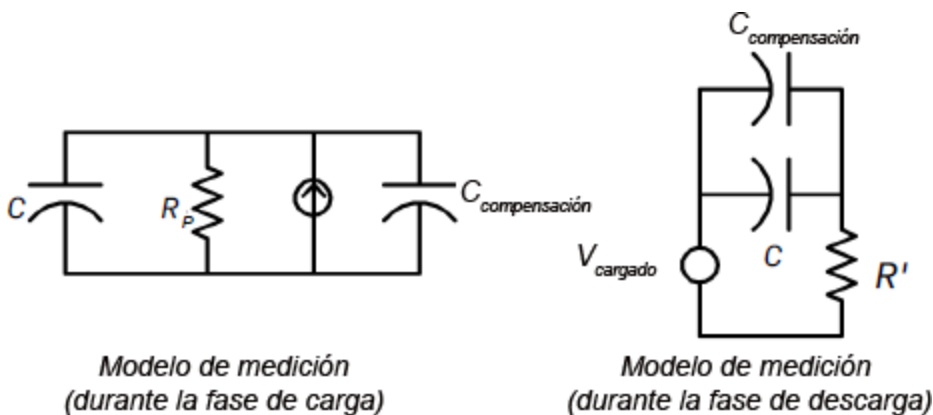 C
R_P
C_compensación
Modelo de medición
(durante la fase de carga)
C_compensación
C
V_cargado
R'
Modelo de medición
(durante la fase de descarga)